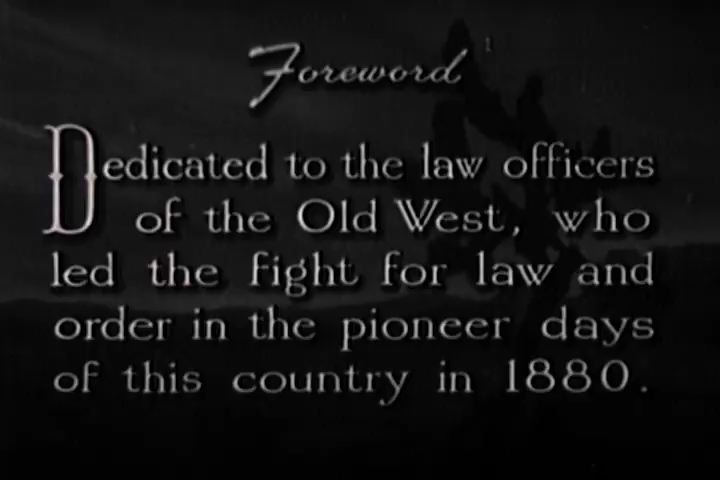 Foreword
Dedicated to the law officers
of the Old West, who
led the fight for law and
order in the pioneer days
of this country in 1880.